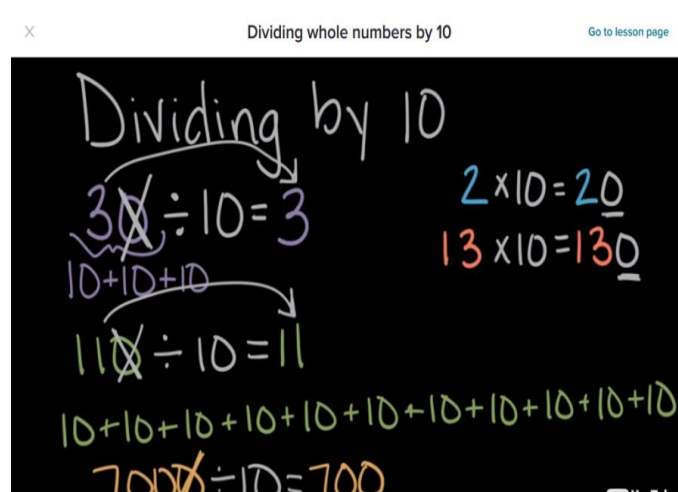 X Dividing whole numbers by 10 Go to lesson page
Dividing by 10
30 ÷ 10 = 3
10+10+10
110 ÷ 10 = 11
10+10+10+10+10+10+10+10+10+10+10
7000 ÷ 10 = 700
2 × 10 = 20
13 × 10 = 130